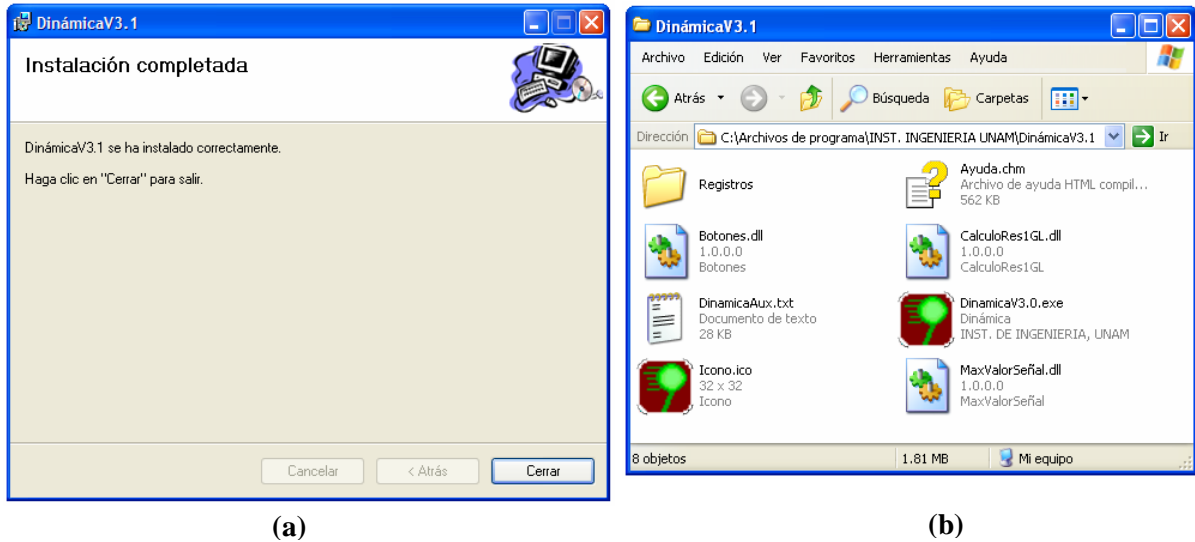 DinámicaV3.1
Instalación completada
DinámicaV3.1 se ha instalado correctamente.
Haga clic en "Cerrar" para salir.
Cancelar
< Atrás
Cerrar
(a)
DinámicaV3.1
Archivo Edición Ver Favoritos Herramientas Ayuda
Atrás Búsqueda Carpetas
Dirección C:\Archivos de programa\INST. INGENIERIA UNAM\DinámicaV3.1 Ir
Registros
Ayuda.chm
Archivo de ayuda HTML compil...
562 KB
Botones.dll
1.0.0.0
Botones
CalculoRes1GL.dll
1.0.0.0
CalculoRes1GL
DinamicaAux.txt
Documento de texto
28 KB
DinamicaV3.0.exe
Dinámica
INST. DE INGENIERIA, UNAM
Icono.ico
32 x 32
Icono
MaxValorSeñal.dll
1.0.0.0
MaxValorSeñal
8 objetos 1.81 MB Mi equipo
(b)